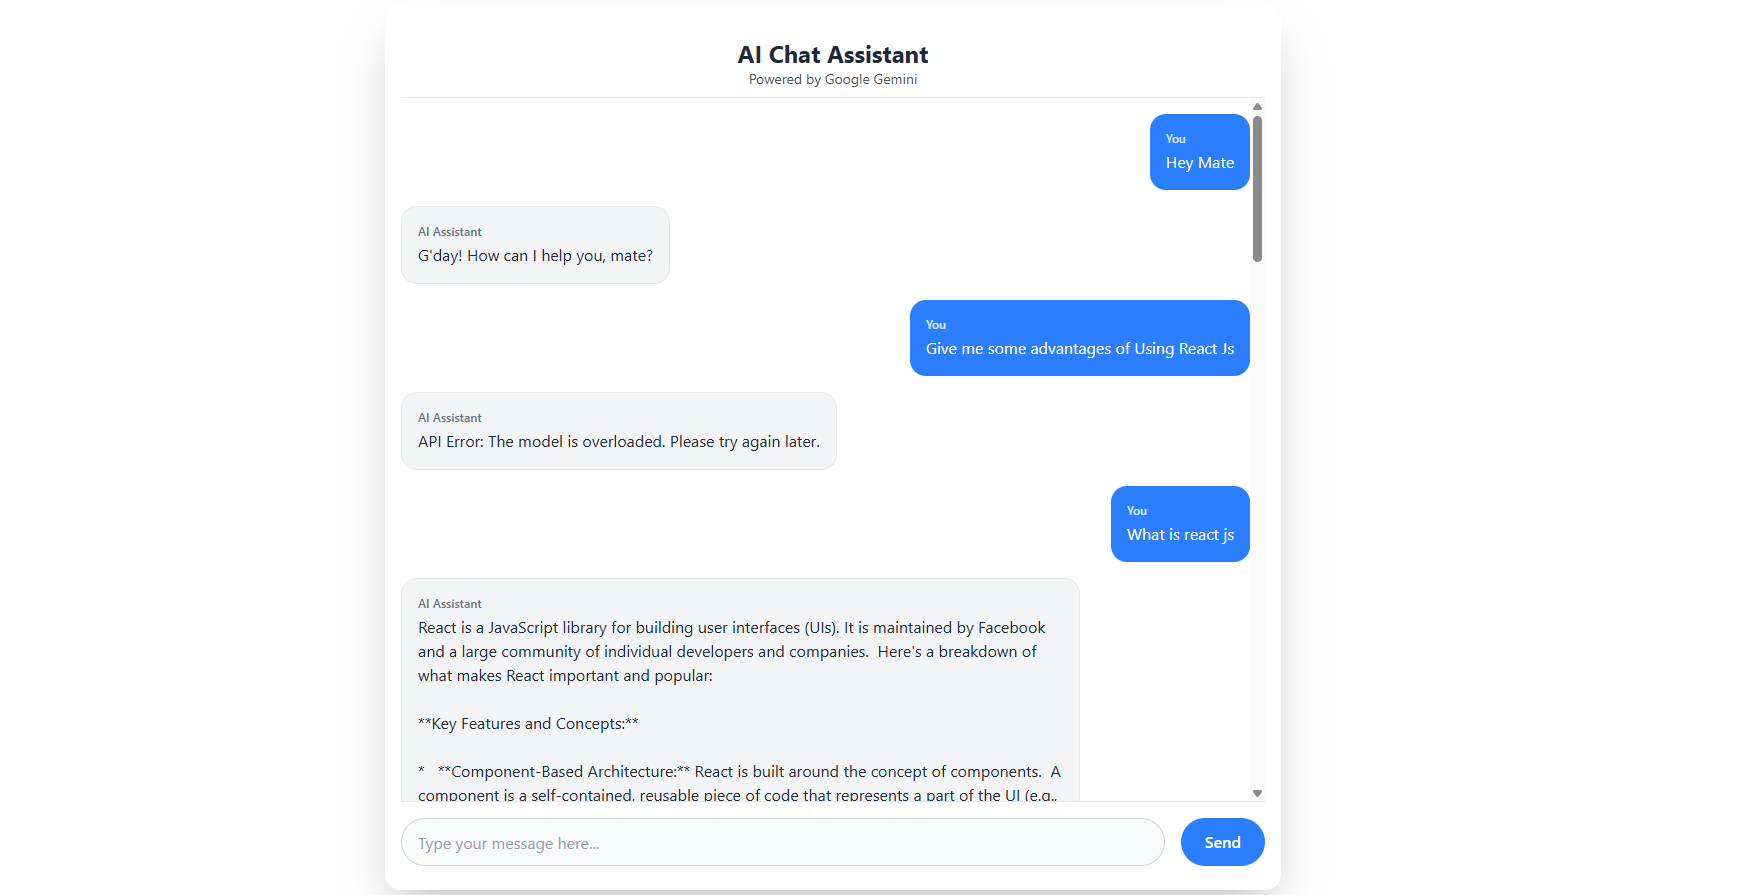 AI Chat Assistant
Powered by Google Gemini
You
Hey Mate
AI Assistant
G'day! How can I help you, mate?
You
Give me some advantages of Using React Js
AI Assistant
API Error: The model is overloaded. Please try again later.
You
What is react js
AI Assistant
React is a JavaScript library for building user interfaces (UIs). It is maintained by Facebook
and a large community of individual developers and companies.  Here's a breakdown of
what makes React important and popular:
**Key Features and Concepts:**
*   **Component-Based Architecture:** React is built around the concept of components.  A
component is a self-contained, reusable piece of code that represents a part of the UI (e.g.,
Type your message here...
Send